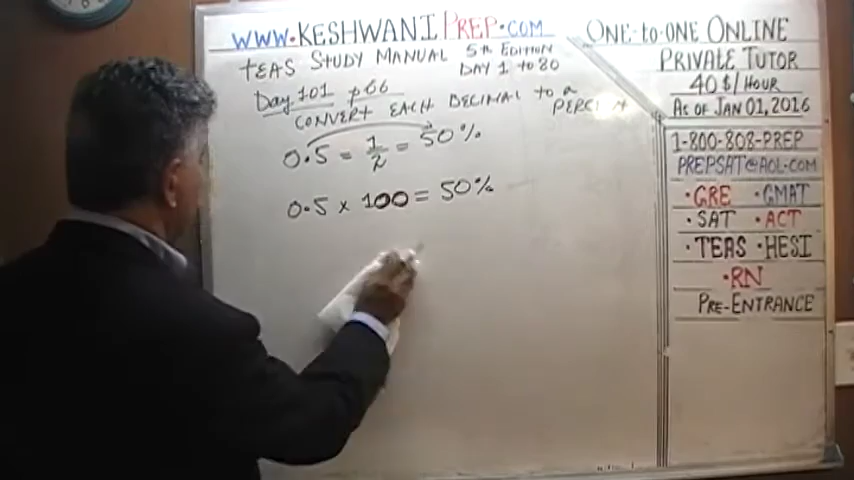 WWW.KESHWANIPREP.COM
TEAS STUDY MANUAL 5TH EDITION
DAY 1 TO 80
Day 101 p66
CONVERT EACH DECIMAL to a
PERCENT
0.5 = 1/2 = 50%
0.5 x 100 = 50%
ONE-to-ONE ONLINE
PRIVATE TUTOR
40$/HOUR
AS OF JAN 01, 2016
1-800-808-PREP
PREPSAT@AOL.COM
•GRE •GMAT
•SAT •ACT
•TEAS •HESI
•RN
PRE-ENTRANCE